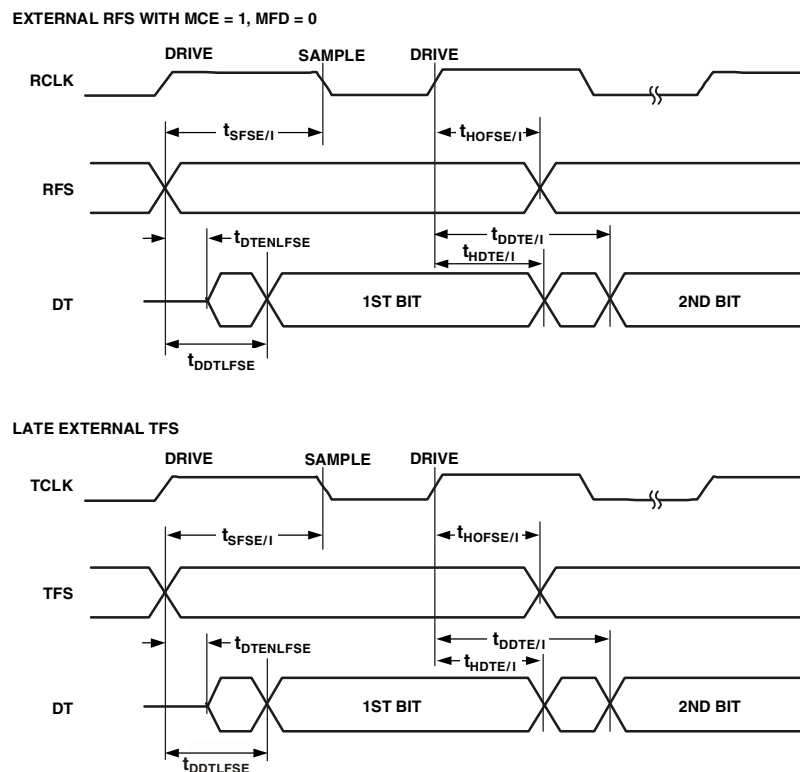 EXTERNAL RFS WITH MCE = 1, MFD = 0
DRIVE SAMPLE DRIVE
RCLK
tSFSE/I tHOFSE/I
RFS
tDTENLFSE tDDTE/I
tHDTE/I
DT 1ST BIT 2ND BIT
tDDTLFSE
LATE EXTERNAL TFS
DRIVE SAMPLE DRIVE
TCLK
tSFSE/I tHOFSE/I
TFS
tDTENLFSE tDDTE/I
tHDTE/I
DT 1ST BIT 2ND BIT
tDDTLFSE